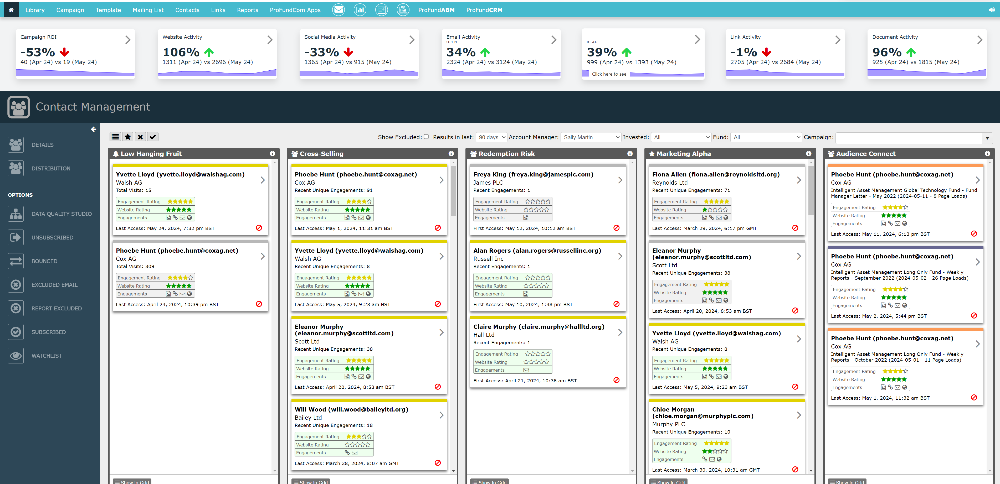 Library Campaign Template Mailing List Contacts Links Reports ProFundCom Apps ProFundABM ProFundCRM
Campaign ROI
-53%
40 (Apr 24) vs 19 (May 24)
Website Activity
106%
1311 (Apr 24) vs 2696 (May 24)
Social Media Activity
-33%
1365 (Apr 24) vs 915 (May 24)
Email Activity
OPEN
34%
2324 (Apr 24) vs 3124 (May 24)
READ
39%
999 (Apr 24) vs 1393 (May 24)
Click here to see
Link Activity
-1%
2705 (Apr 24) vs 2684 (May 24)
Document Activity
96%
925 (Apr 24) vs 1815 (May 24)
Contact Management
DETAILS
DISTRIBUTION
OPTIONS
DATA QUALITY STUDIO
UNSUBSCRIBED
BOUNCED
EXCLUDED EMAIL
REPORT EXCLUDED
SUBSCRIBED
WATCHLIST
Show Excluded: Results in last: 90 days Account Manager: Sally Martin Invested: All Fund: All Campaign:
Low Hanging Fruit
Yvette Lloyd (yvette.lloyd@walshag.com)
Walsh AG
Total Visits: 15
Engagement Rating
Website Rating
Engagements
Last Access: May 24, 2024, 7:32 pm BST
Phoebe Hunt (phoebe.hunt@coxag.net)
Cox AG
Total Visits: 309
Engagement Rating
Website Rating
Engagements
Last Access: April 24, 2024, 10:39 pm BST
Show in Grid
Cross-Selling
Phoebe Hunt (phoebe.hunt@coxag.net)
Cox AG
Recent Unique Engagements: 91
Engagement Rating
Website Rating
Engagements
Last Access: May 1, 2024, 11:31 am BST
Yvette Lloyd (yvette.lloyd@walshag.com)
Walsh AG
Recent Unique Engagements: 8
Engagement Rating
Website Rating
Engagements
Last Access: May 5, 2024, 9:23 am BST
Eleanor Murphy
(eleanor.murphy@scottltd.com)
Scott Ltd
Recent Unique Engagements: 38
Engagement Rating
Website Rating
Engagements
Last Access: April 20, 2024, 8:53 am BST
Will Wood (will.wood@baileyltd.org)
Bailey Ltd
Recent Unique Engagements: 18
Engagement Rating
Website Rating
Engagements
Last Access: March 28, 2024, 8:07 am GMT
Show in Grid
Redemption Risk
Freya King (freya.king@jamesplc.com)
James PLC
Recent Engagements: 1
Engagement Rating
Website Rating
Engagements
First Access: May 12, 2024, 10:12 am BST
Alan Rogers (alan.rogers@russellinc.org)
Russell Inc
Recent Engagements: 1
Engagement Rating
Website Rating
Engagements
First Access: May 10, 2024, 1:38 pm BST
Claire Murphy (claire.murphy@hallltd.org)
Hall Ltd
Recent Engagements: 1
Engagement Rating
Website Rating
Engagements
First Access: April 21, 2024, 10:36 am BST
Show in Grid
Marketing Alpha
Fiona Allen (fiona.allen@reynoldsltd.org)
Reynolds Ltd
Recent Unique Engagements: 71
Engagement Rating
Website Rating
Engagements
Last Access: March 29, 2024, 6:17 pm GMT
Eleanor Murphy
(eleanor.murphy@scottltd.com)
Scott Ltd
Recent Unique Engagements: 38
Engagement Rating
Website Rating
Engagements
Last Access: April 20, 2024, 8:53 am BST
Yvette Lloyd (yvette.lloyd@walshag.com)
Walsh AG
Recent Unique Engagements: 8
Engagement Rating
Website Rating
Engagements
Last Access: May 5, 2024, 9:23 am BST
Chloe Morgan
(chloe.morgan@murphyplc.com)
Murphy PLC
Recent Unique Engagements: 10
Engagement Rating
Website Rating
Engagements
Last Access: March 30, 2024, 10:31 am GMT
Show in Grid
Audience Connect
Phoebe Hunt (phoebe.hunt@coxag.net)
Cox AG
Intelligent Asset Management Global Technology Fund - Fund
Manager Letter - May 2022 (2024-05-11 - 8 Page Loads)
Engagement Rating
Website Rating
Engagements
Last Access: May 11, 2024, 6:13 pm BST
Phoebe Hunt (phoebe.hunt@coxag.net)
Cox AG
Intelligent Asset Management Long Only Fund - Weekly
Reports - September 2022 (2024-05-02 - 26 Page Loads)
Engagement Rating
Website Rating
Engagements
Last Access: May 2, 2024, 5:44 pm BST
Phoebe Hunt (phoebe.hunt@coxag.net)
Cox AG
Intelligent Asset Management Long Only Fund - Weekly
Reports - October 2022 (2024-05-01 - 11 Page Loads)
Engagement Rating
Website Rating
Engagements
Last Access: May 1, 2024, 11:32 am BST
Show in Grid